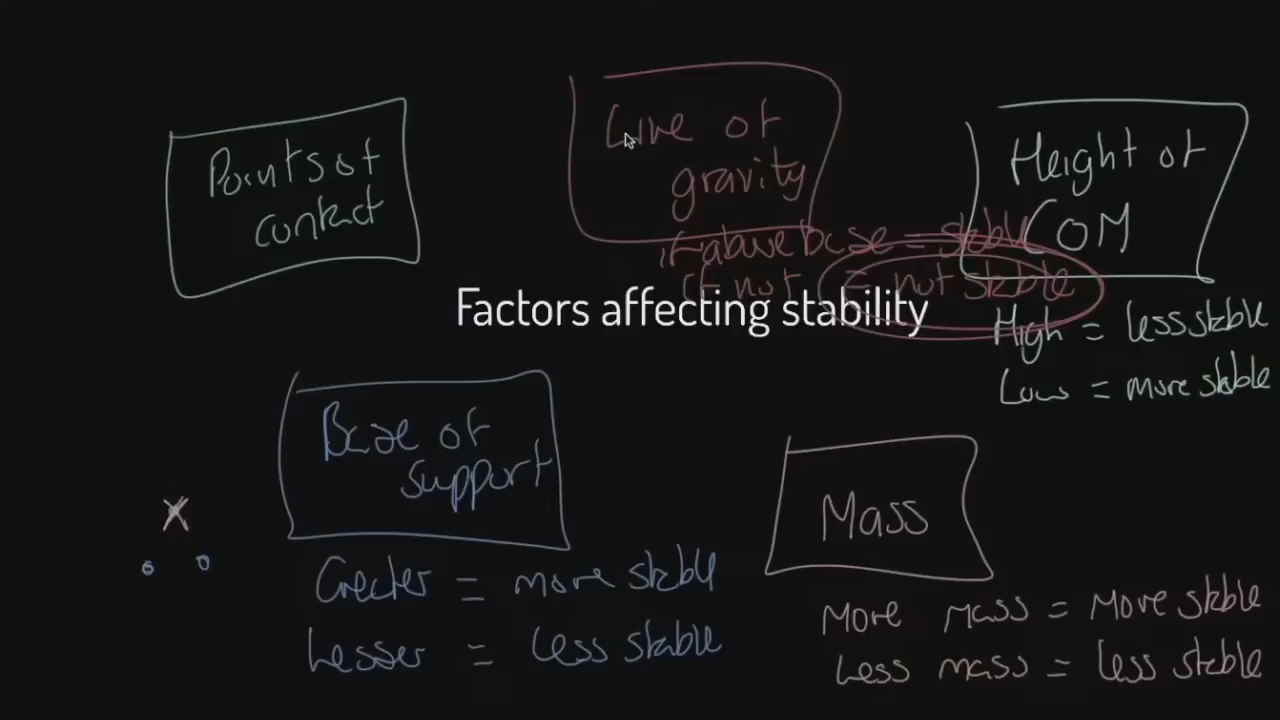 Points of
contact
Line of
gravity
if above base = stable
if not = not stable
Height of
COM
High = less stable
Low = more stable
Factors affecting stability
Base of
support
Greater = more stable
Lesser = less stable
Mass
More mass = More stable
Less mass = less stable
X